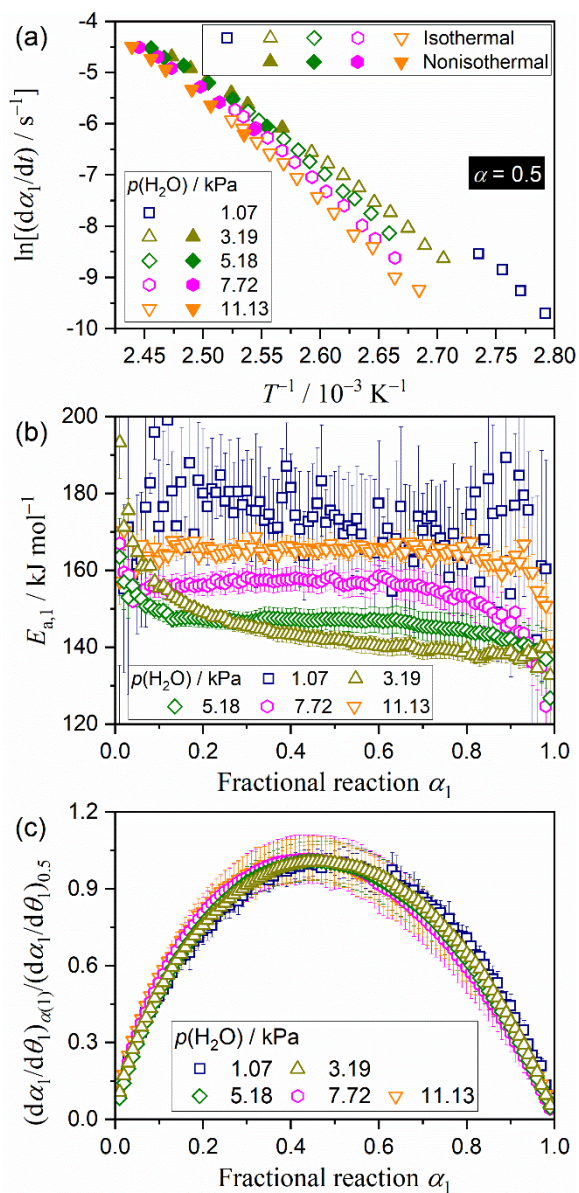 (a)
-4
-5
-6
-7
-8
-9
-10
ln[(dα₁/dt) / s⁻¹]
Isothermal
Nonisothermal
α = 0.5
p(H₂O) / kPa
1.07
3.19
5.18
7.72
11.13
2.45 2.50 2.55 2.60 2.65 2.70 2.75 2.80
T⁻¹ / 10⁻³ K⁻¹
(b)
200
180
160
140
120
Eₐ,₁ / kJ mol⁻¹
p(H₂O) / kPa 1.07 3.19
5.18 7.72 11.13
0.0 0.2 0.4 0.6 0.8 1.0
Fractional reaction α₁
(c)
1.2
0.9
0.6
0.3
0.0
(dα₁/dθ₁)α(1)/(dα₁/dθ₁)0.5
p(H₂O) / kPa
1.07 3.19
5.18 7.72 11.13
0.0 0.2 0.4 0.6 0.8 1.0
Fractional reaction α₁